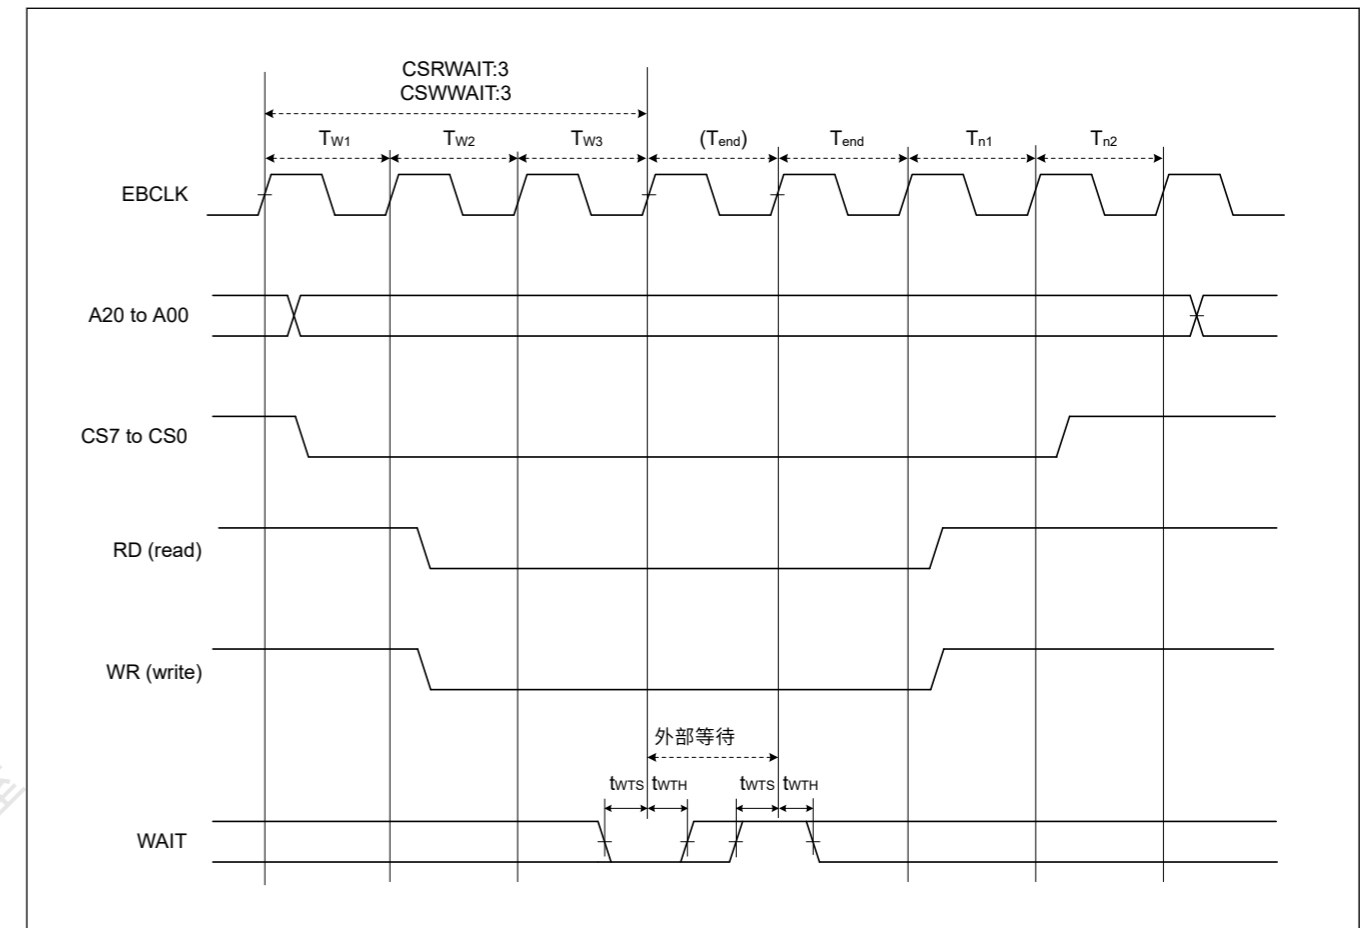 CSRWAIT:3
CSWWAIT:3
TW1 TW2 TW3 (Tend) Tend Tn1 Tn2
EBCLK
A20 to A00
CS7 to CS0
RD (read)
WR (write)
外部等待
tWTS tWTH tWTS tWTH
WAIT